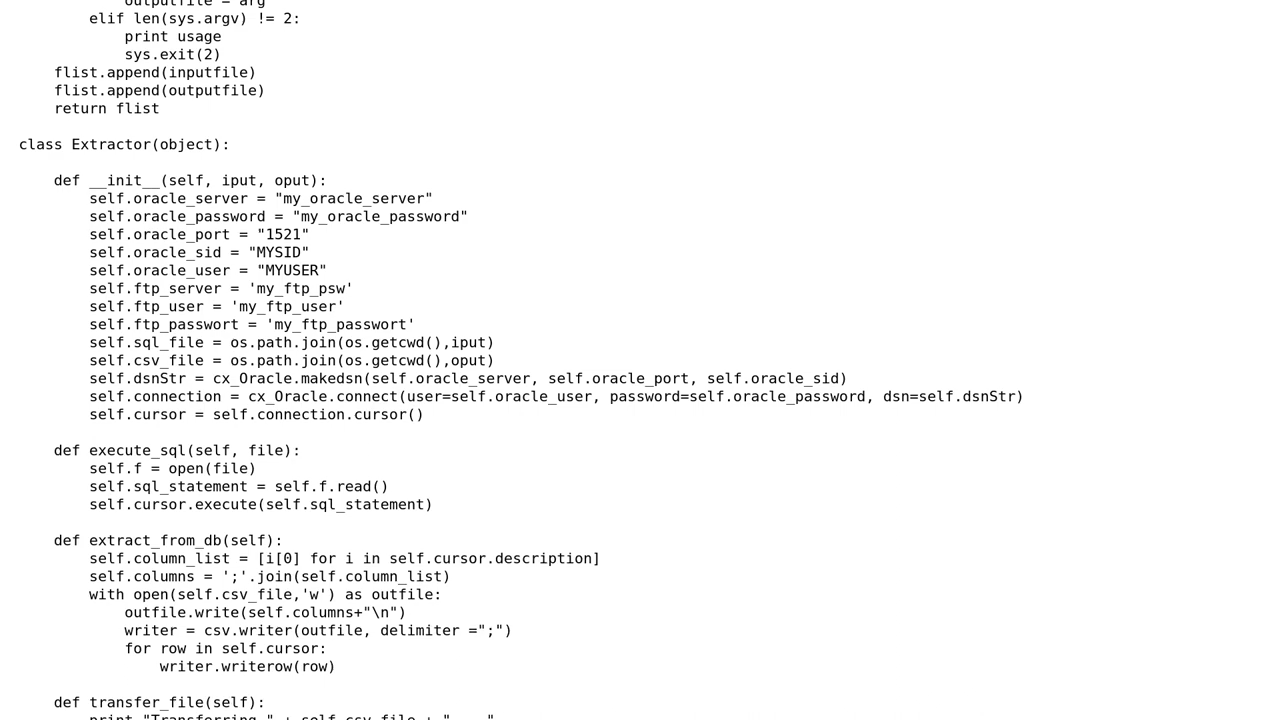 outputfile = arg
elif len(sys.argv) != 2:
print usage
sys.exit(2)
flist.append(inputfile)
flist.append(outputfile)
return flist
class Extractor(object):
def __init__(self, iput, oput):
self.oracle_server = "my_oracle_server"
self.oracle_password = "my_oracle_password"
self.oracle_port = "1521"
self.oracle_sid = "MYSID"
self.oracle_user = "MYUSER"
self.ftp_server = 'my_ftp_psw'
self.ftp_user = 'my_ftp_user'
self.ftp_passwort = 'my_ftp_passwort'
self.sql_file = os.path.join(os.getcwd(),iput)
self.csv_file = os.path.join(os.getcwd(),oput)
self.dsnStr = cx_Oracle.makedsn(self.oracle_server, self.oracle_port, self.oracle_sid)
self.connection = cx_Oracle.connect(user=self.oracle_user, password=self.oracle_password, dsn=self.dsnStr)
self.cursor = self.connection.cursor()
def execute_sql(self, file):
self.f = open(file)
self.sql_statement = self.f.read()
self.cursor.execute(self.sql_statement)
def extract_from_db(self):
self.column_list = [i[0] for i in self.cursor.description]
self.columns = ';'.join(self.column_list)
with open(self.csv_file,'w') as outfile:
outfile.write(self.columns+"\n")
writer = csv.writer(outfile, delimiter =";")
for row in self.cursor:
writer.writerow(row)
def transfer_file(self):
print "Transferring " + self.csv_file + "